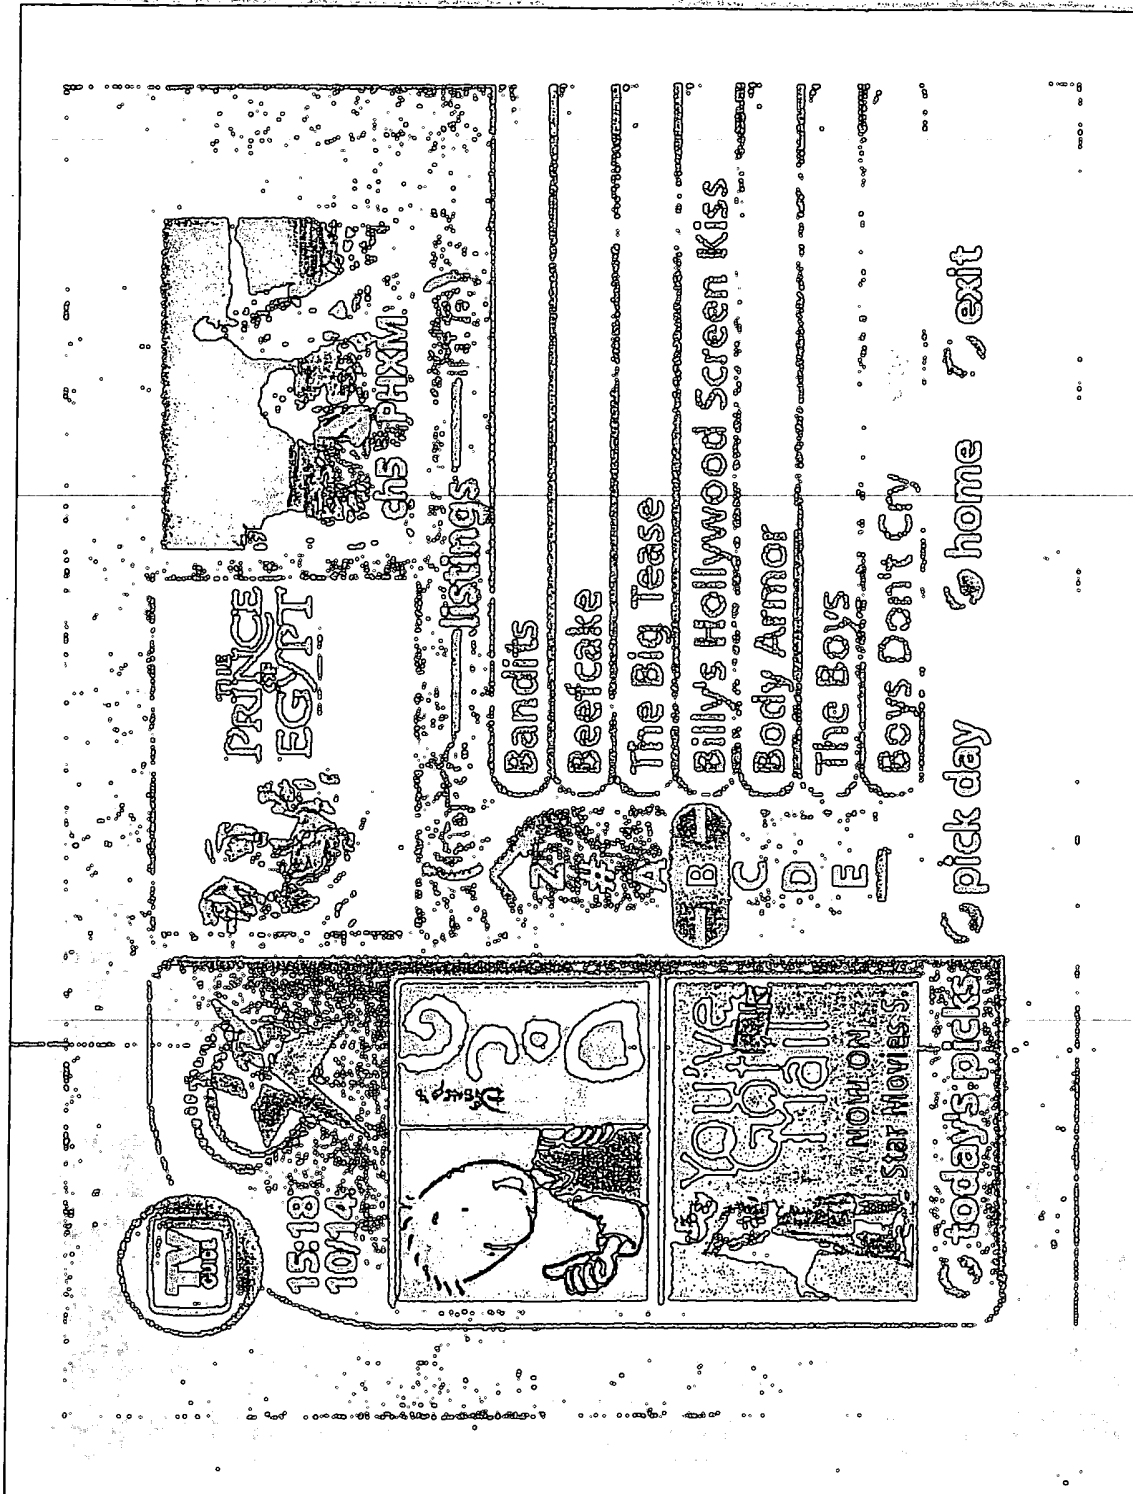 TV
GUIDE
15:18
10/14
THE
PRINCE
OF
EGYPT
ch5 PHXM
Disney's
DOUG
YOU'VE
GOT
MAIL
NOW ON
Star MOVIES
listings
Z
#
A
B
C
D
E
Bandits
Beefcake
The Big Tease
Billy's Hollywood Screen Kiss
Body Armor
The Boys
Boys Don't Cry
todays picks
pick day
home
exit